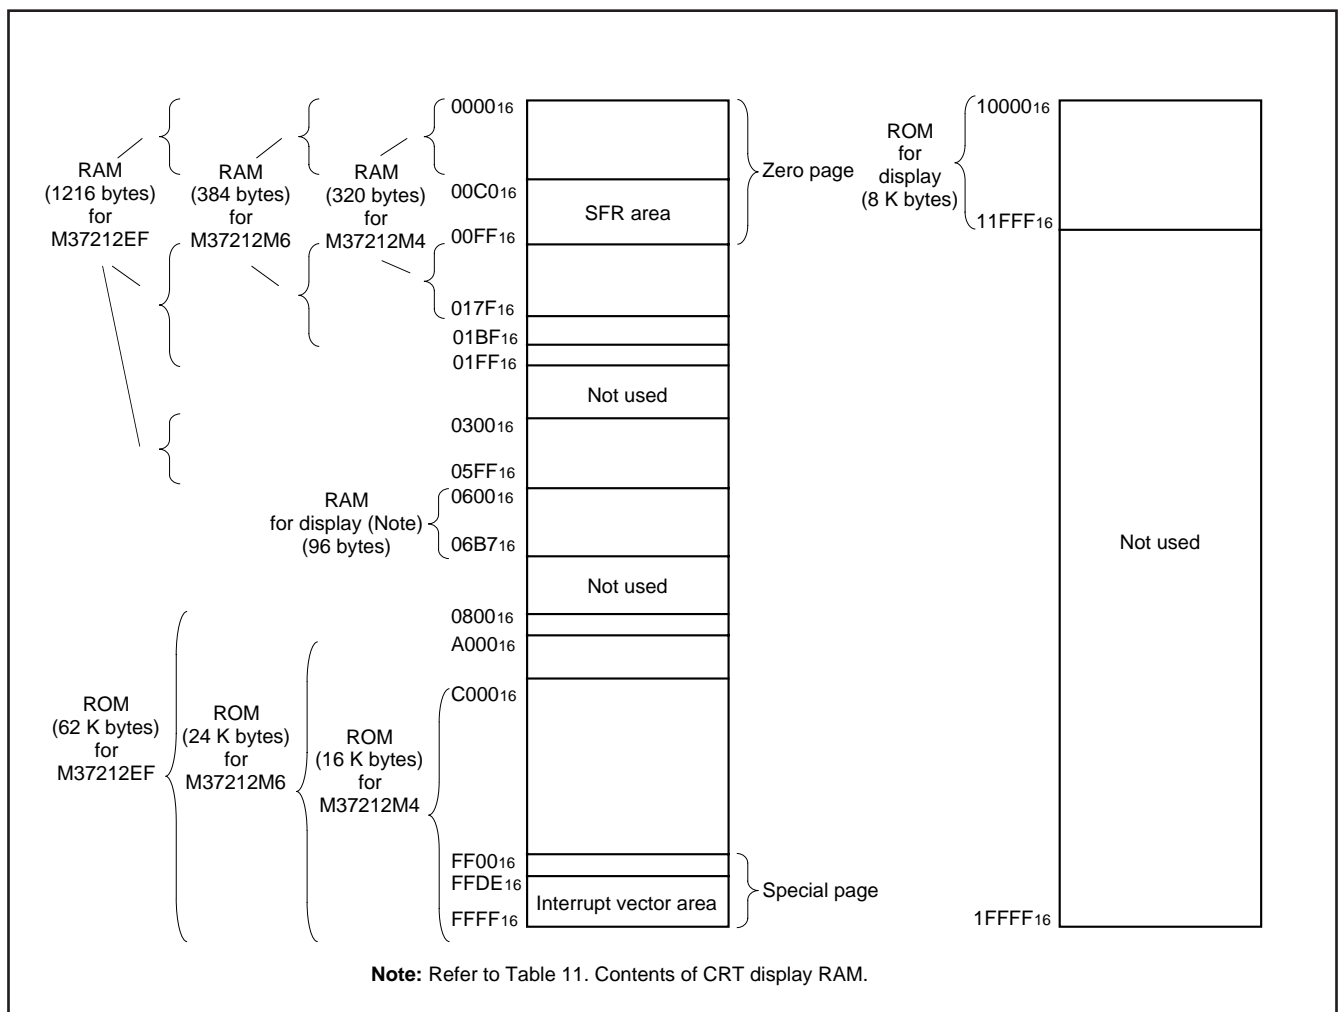 RAM
(1216 bytes)
for
M37212EF
RAM
(384 bytes)
for
M37212M6
RAM
(320 bytes)
for
M37212M4
0000₁₆
00C0₁₆
00FF₁₆
017F₁₆
01BF₁₆
01FF₁₆
0300₁₆
05FF₁₆
0600₁₆
06B7₁₆
0800₁₆
A000₁₆
C000₁₆
FF00₁₆
FFDE₁₆
FFFF₁₆
SFR area
Not used
Not used
Interrupt vector area
Zero page
Special page
RAM
for display (Note)
(96 bytes)
ROM
(62 K bytes)
for
M37212EF
ROM
(24 K bytes)
for
M37212M6
ROM
(16 K bytes)
for
M37212M4
ROM
for
display
(8 K bytes)
10000₁₆
11FFF₁₆
Not used
1FFFF₁₆
Note: Refer to Table 11. Contents of CRT display RAM.